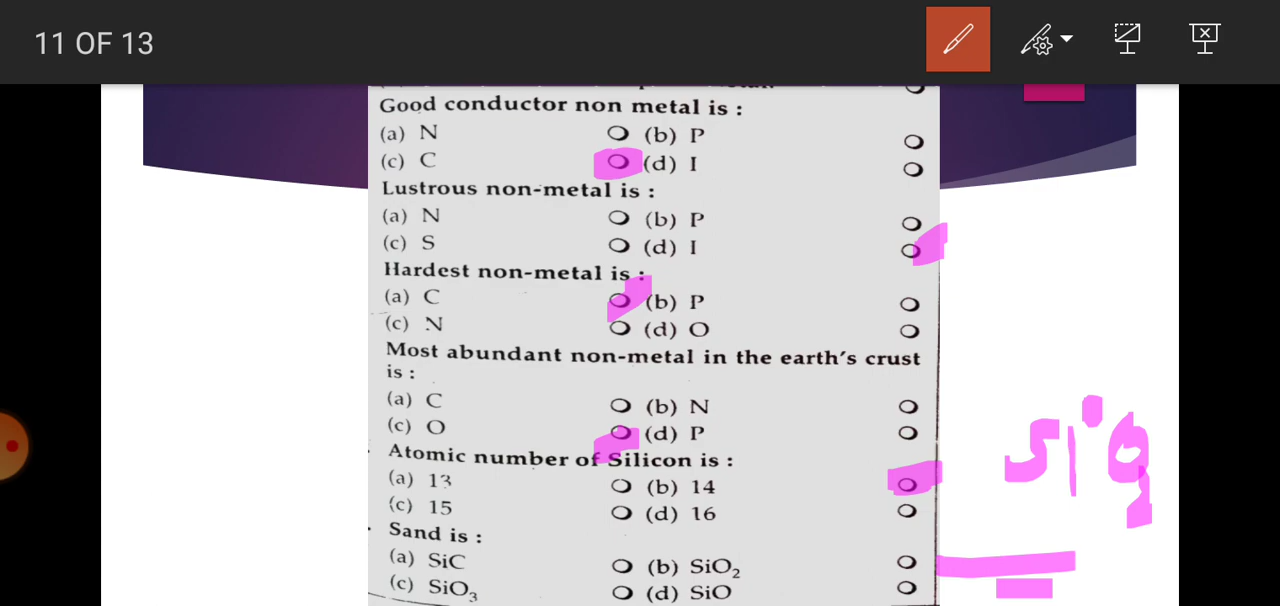 11 OF 13
Good conductor non metal is :
(a) N (b) P
(c) C (d) I
Lustrous non-metal is :
(a) N (b) P
(c) S (d) I
Hardest non-metal is :
(a) C (b) P
(c) N (d) O
Most abundant non-metal in the earth's crust
is :
(a) C (b) N
(c) O (d) P
Atomic number of Silicon is :
(a) 13 (b) 14
(c) 15 (d) 16
Sand is :
(a) SiC (b) SiO₂
(c) SiO₃ (d) SiO